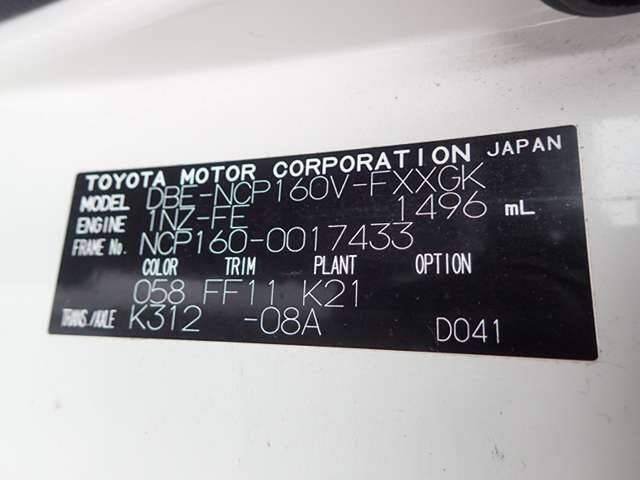 TOYOTA MOTOR CORPORATION JAPAN
MODEL DBE-NCP160V-FXXGK
ENGINE 1NZ-FE 1496 mL
FRAME No. NCP160-0017433
COLOR TRIM PLANT OPTION
058 FF11 K21
TRANS./AXLE K312 -08A D041